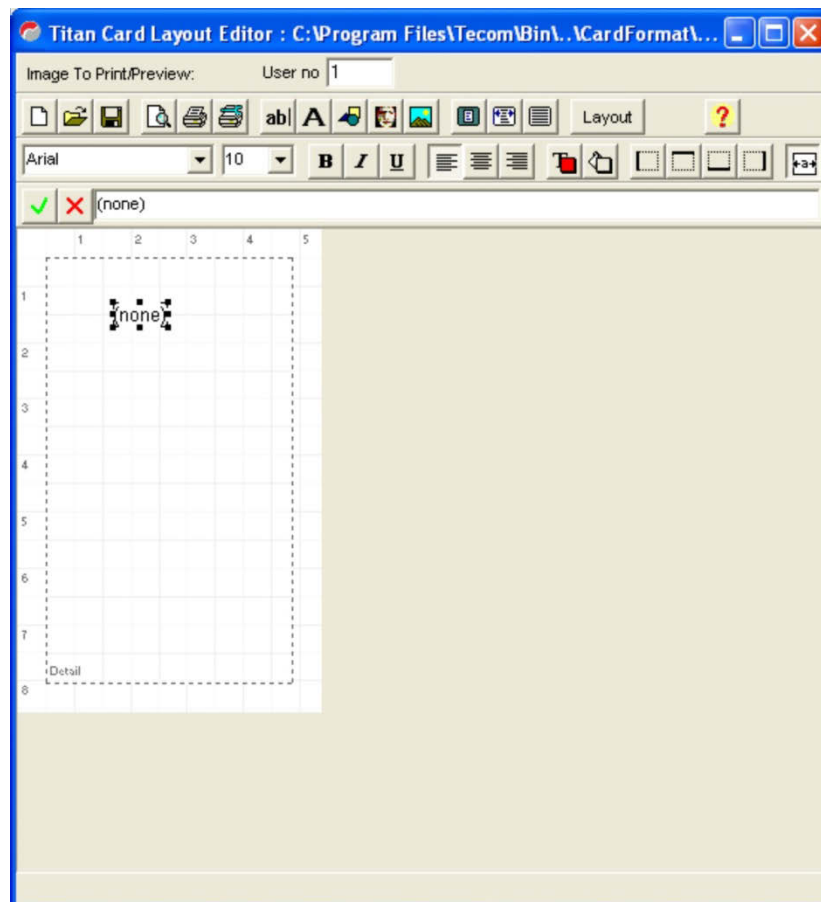 Titan Card Layout Editor : C:\Program Files\Tecom\Bin\..\CardFormat\...
Image To Print/Preview: User no 1
ab| A Layout ?
Arial 10 B I U T a
(none)
1 2 3 4 5
1
(none)
2
3
4
5
6
7
Detail
8